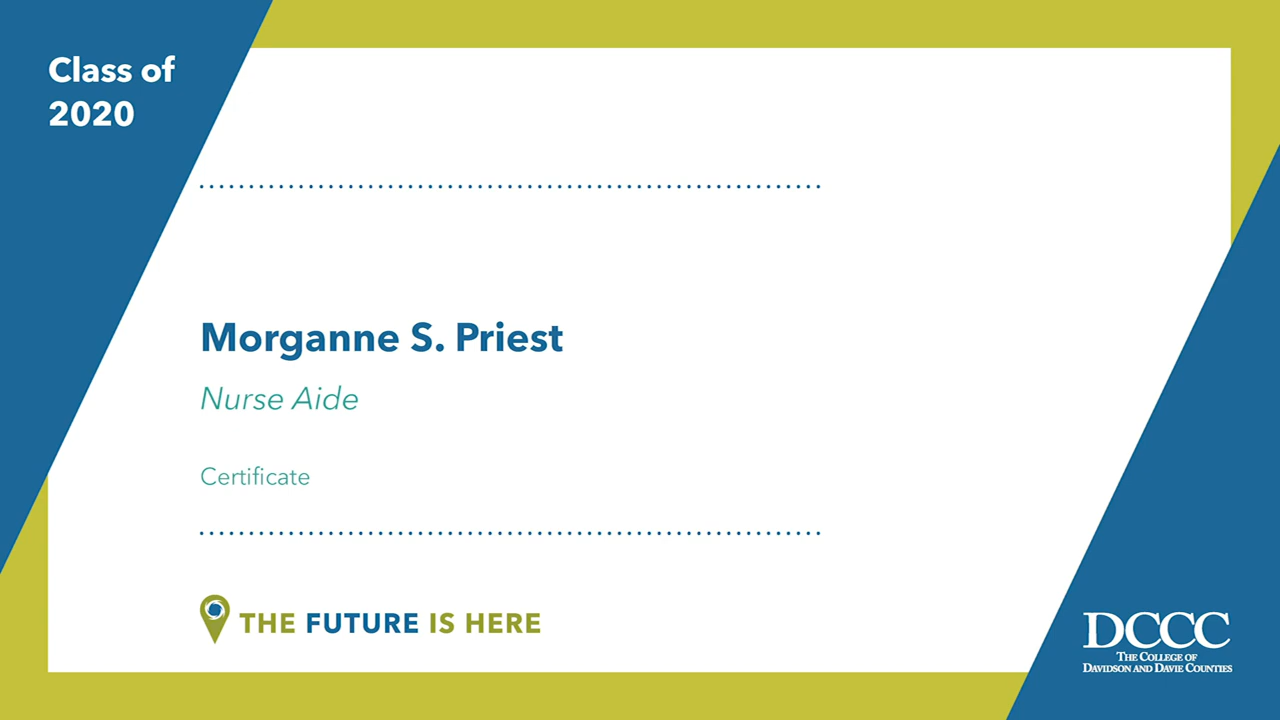 Class of
2020
Morganne S. Priest
Nurse Aide
Certificate
THE FUTURE IS HERE
DCCC
THE COLLEGE OF
DAVIDSON AND DAVIE COUNTIES